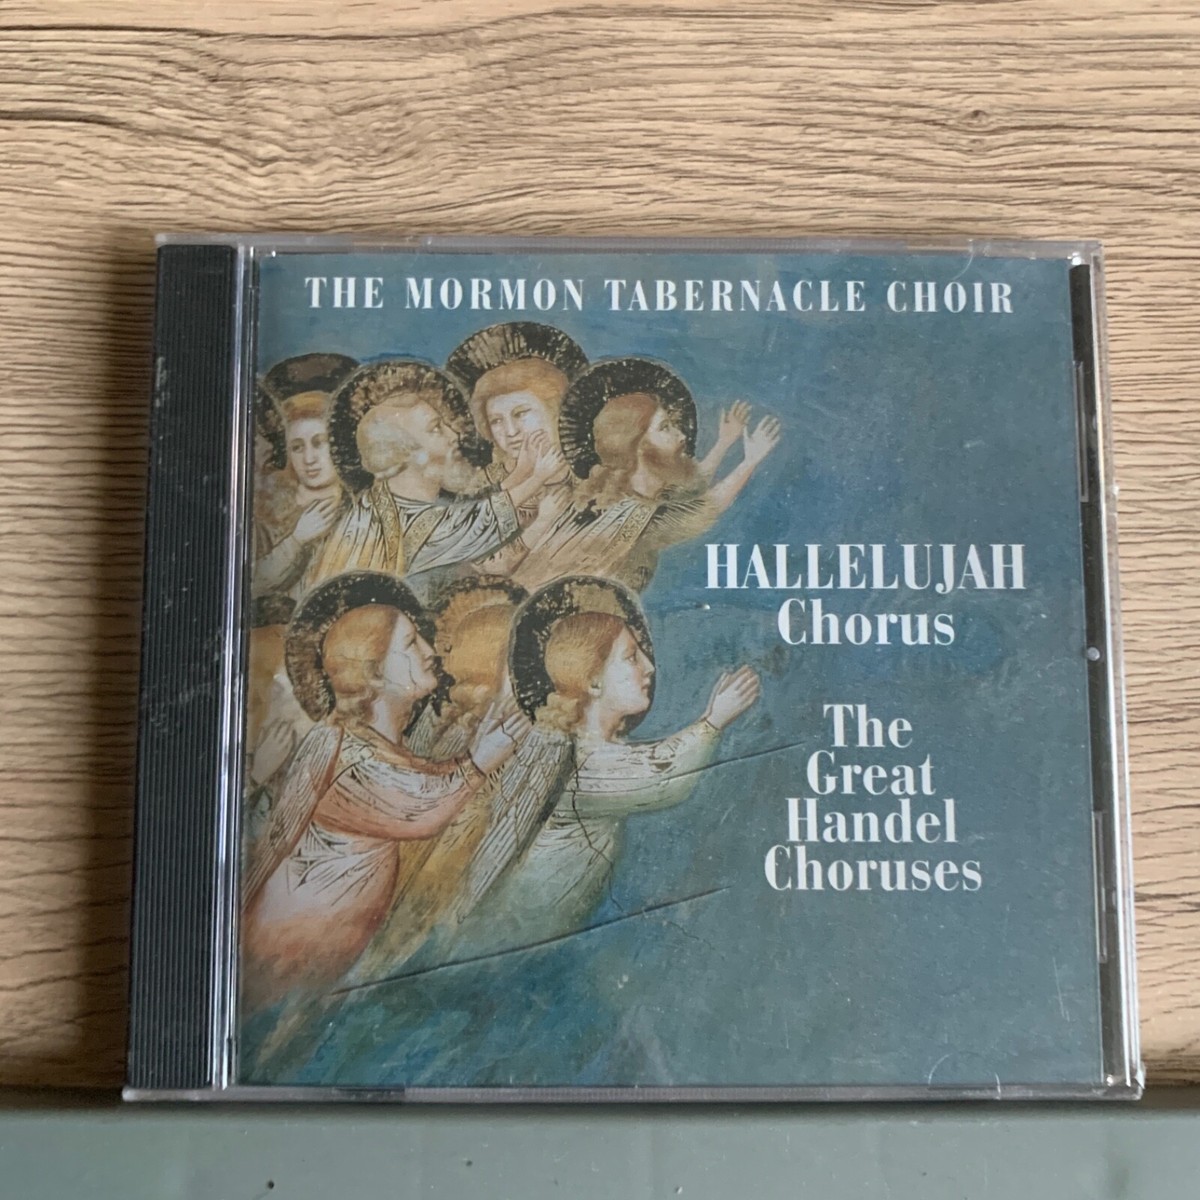 THE MORMON TABERNACLE CHOIR
HALLELUJAH
Chorus
The
Great
Handel
Choruses